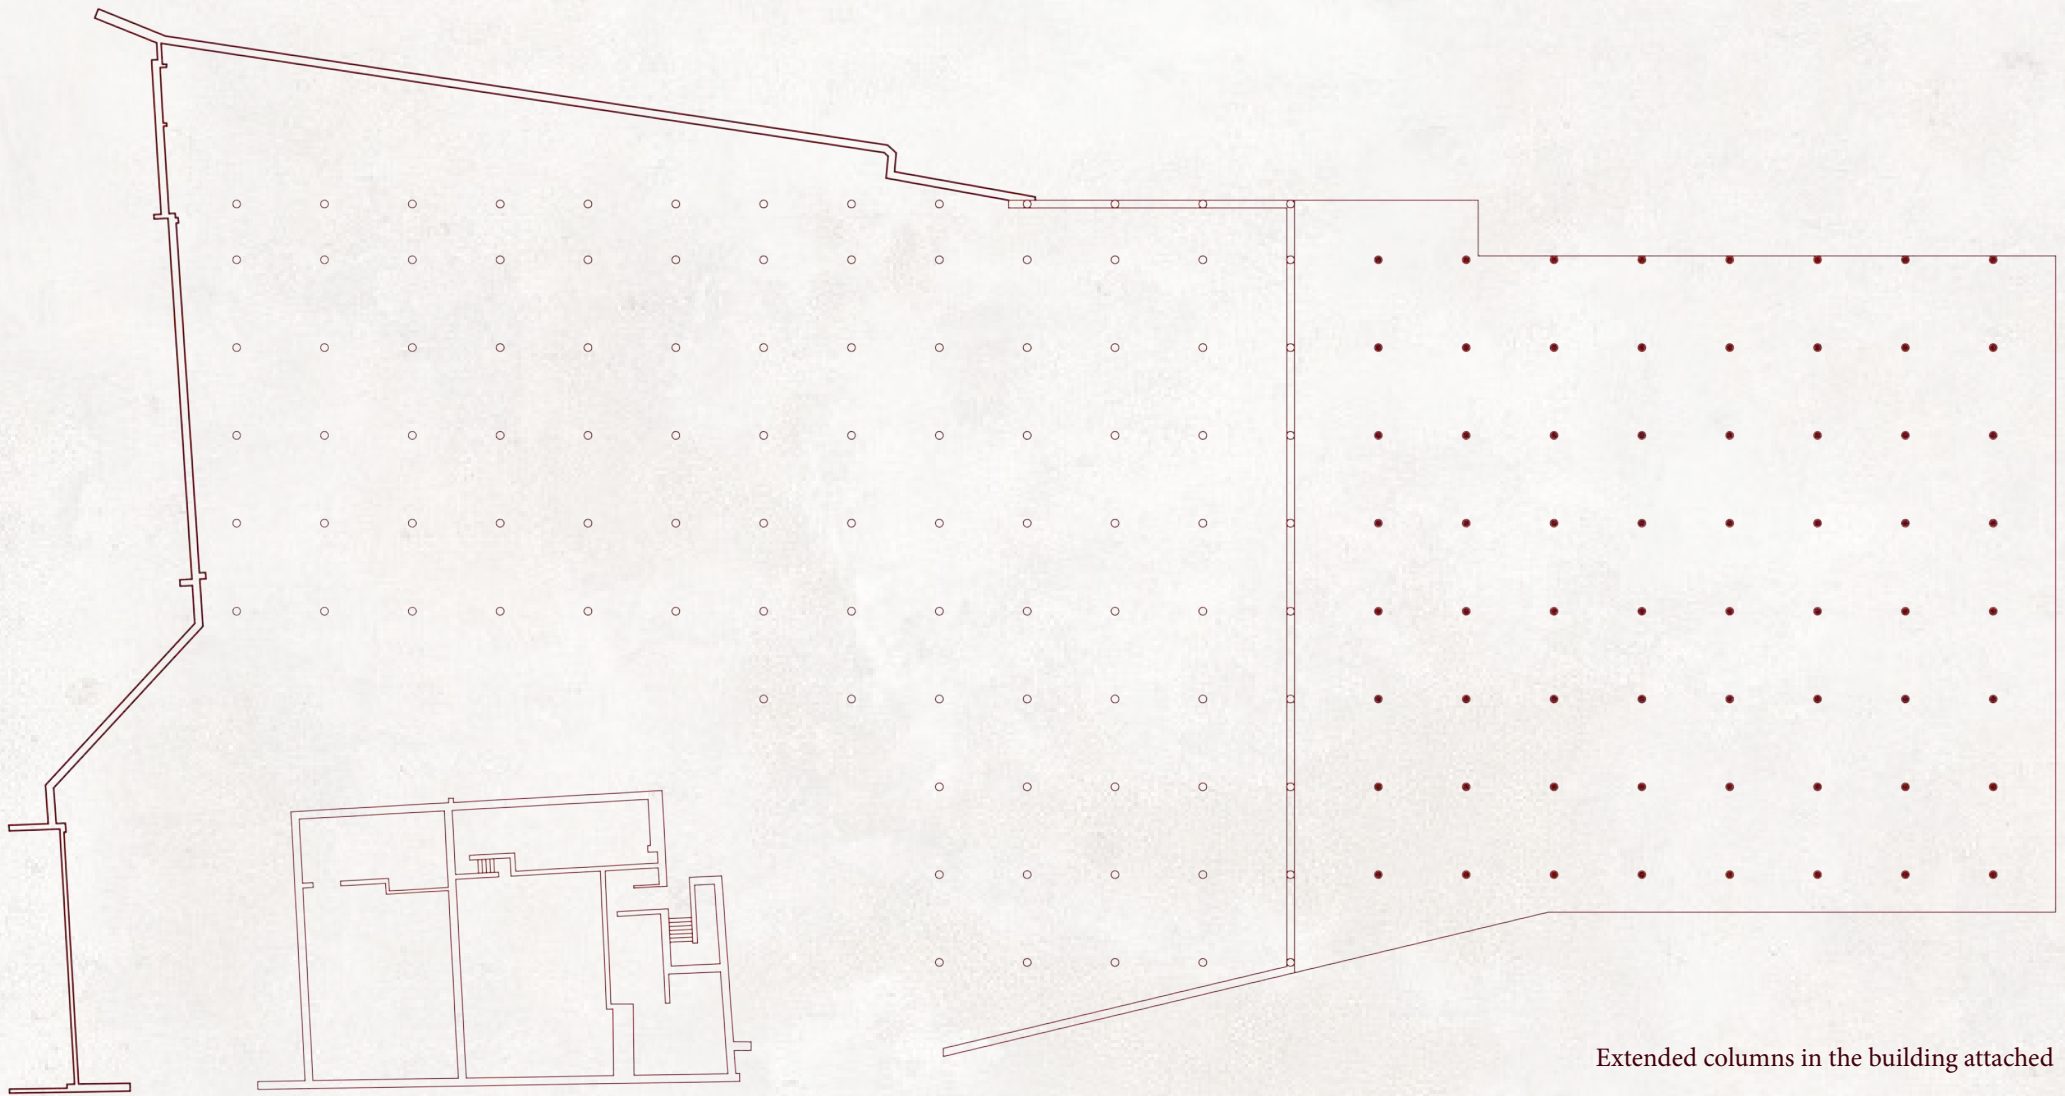 Extended columns in the building attached